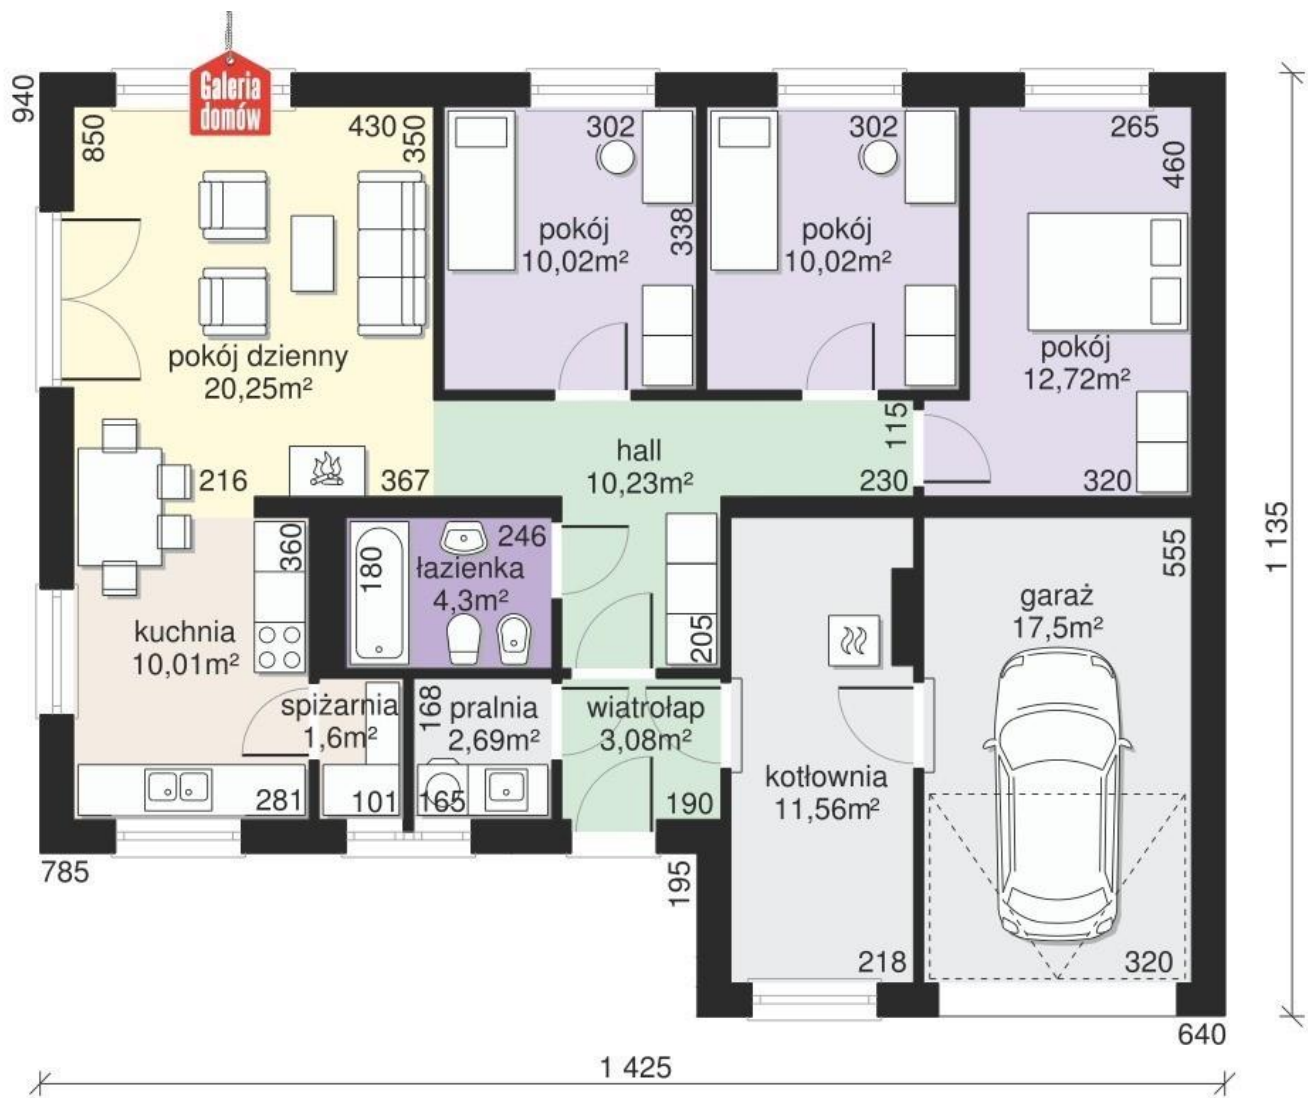 Galeria
domów
940
850
430
350
302
338
302
265
460
pokój
10,02m²
pokój
10,02m²
pokój dzienny
20,25m²
pokój
12,72m²
216
367
hall
10,23m²
115
230
320
360
180
246
łazienka
4,3m²
205
555
1 135
garaż
17,5m²
kuchnia
10,01m²
spiżarnia
1,6m²
168
pralnia
2,69m²
wiatrołap
3,08m²
kotłownia
11,56m²
281
101
165
190
785
195
218
320
640
1 425